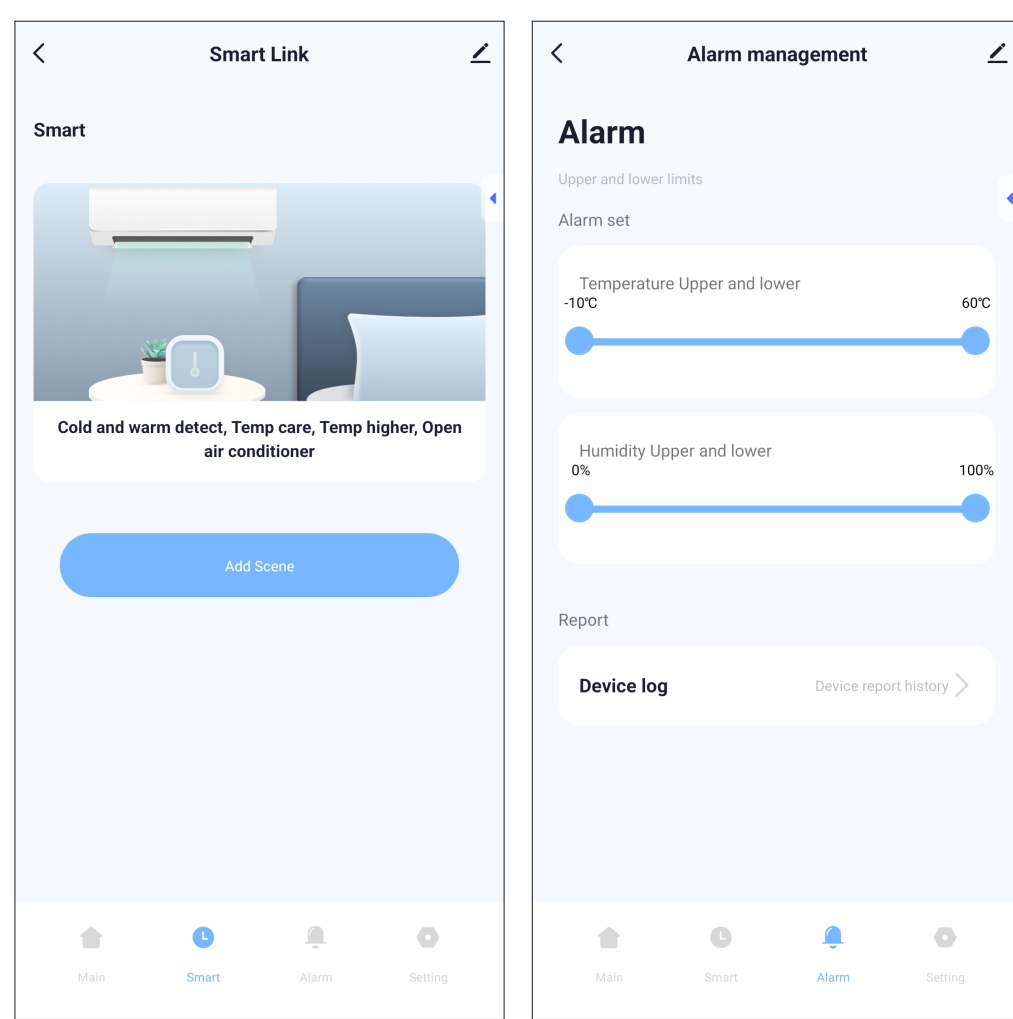 Smart Link
Smart
Cold and warm detect, Temp care, Temp higher, Open
air conditioner
Add Scene
Main
Smart
Alarm
Setting
Alarm management
Alarm
Upper and lower limits
Alarm set
Temperature Upper and lower
-10℃
60℃
Humidity Upper and lower
0%
100%
Report
Device log
Device report history
Main
Smart
Alarm
Setting